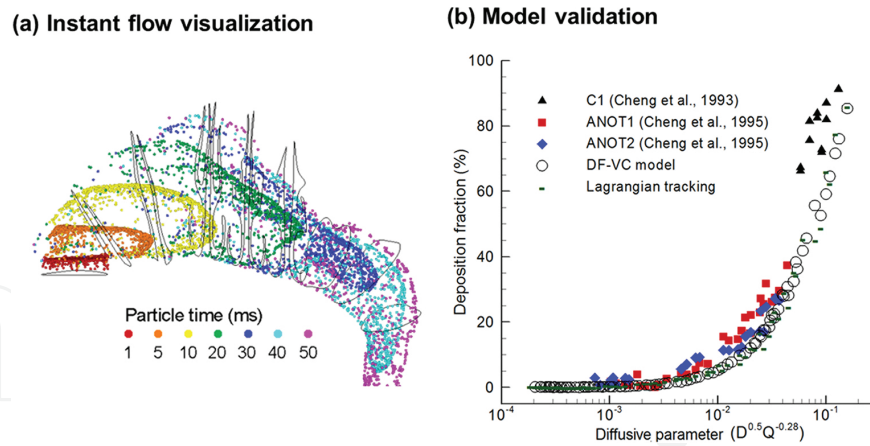 (a) Instant flow visualization
Particle time (ms)
1 5 10 20 30 40 50
(b) Model validation
Deposition fraction (%)
100
80
60
40
20
0
C1 (Cheng et al., 1993)
ANOT1 (Cheng et al., 1995)
ANOT2 (Cheng et al., 1995)
DF-VC model
Lagrangian tracking
10-4 10-3 10-2 10-1
Diffusive parameter (D0.5Q-0.28)